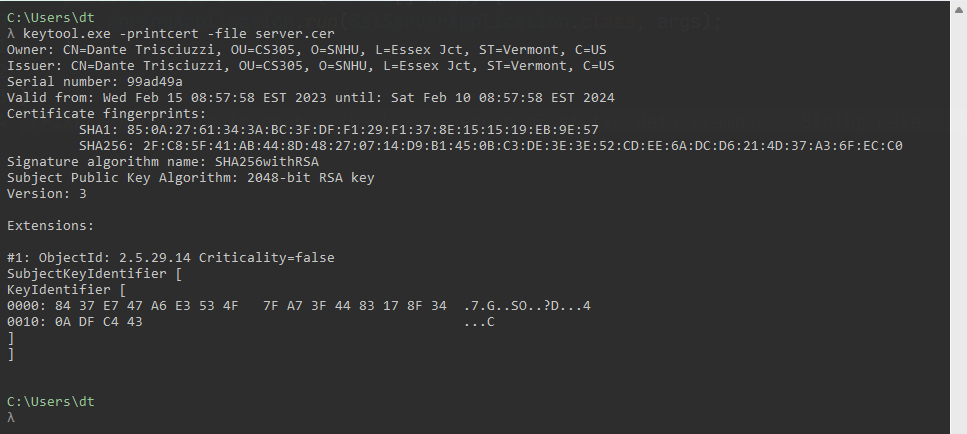 C:\Users\dt
λ keytool.exe -printcert -file server.cer
Owner: CN=Dante Trisciuzzi, OU=CS305, O=SNHU, L=Essex Jct, ST=Vermont, C=US
Issuer: CN=Dante Trisciuzzi, OU=CS305, O=SNHU, L=Essex Jct, ST=Vermont, C=US
Serial number: 99ad49a
Valid from: Wed Feb 15 08:57:58 EST 2023 until: Sat Feb 10 08:57:58 EST 2024
Certificate fingerprints:
         SHA1: 85:0A:27:61:34:3A:BC:3F:DF:F1:29:F1:37:8E:15:15:19:EB:9E:57
         SHA256: 2F:C8:5F:41:AB:44:8D:48:27:07:14:D9:B1:45:0B:C3:DE:3E:3E:52:CD:EE:6A:DC:D6:21:4D:37:A3:6F:EC:C0
Signature algorithm name: SHA256withRSA
Subject Public Key Algorithm: 2048-bit RSA key
Version: 3

Extensions:

#1: ObjectId: 2.5.29.14 Criticality=false
SubjectKeyIdentifier [
KeyIdentifier [
0000: 84 37 E7 47 A6 E3 53 4F   7F A7 3F 44 83 17 8F 34  .7.G..SO..?D...4
0010: 0A DF C4 43                                        ...C
]
]

C:\Users\dt
λ